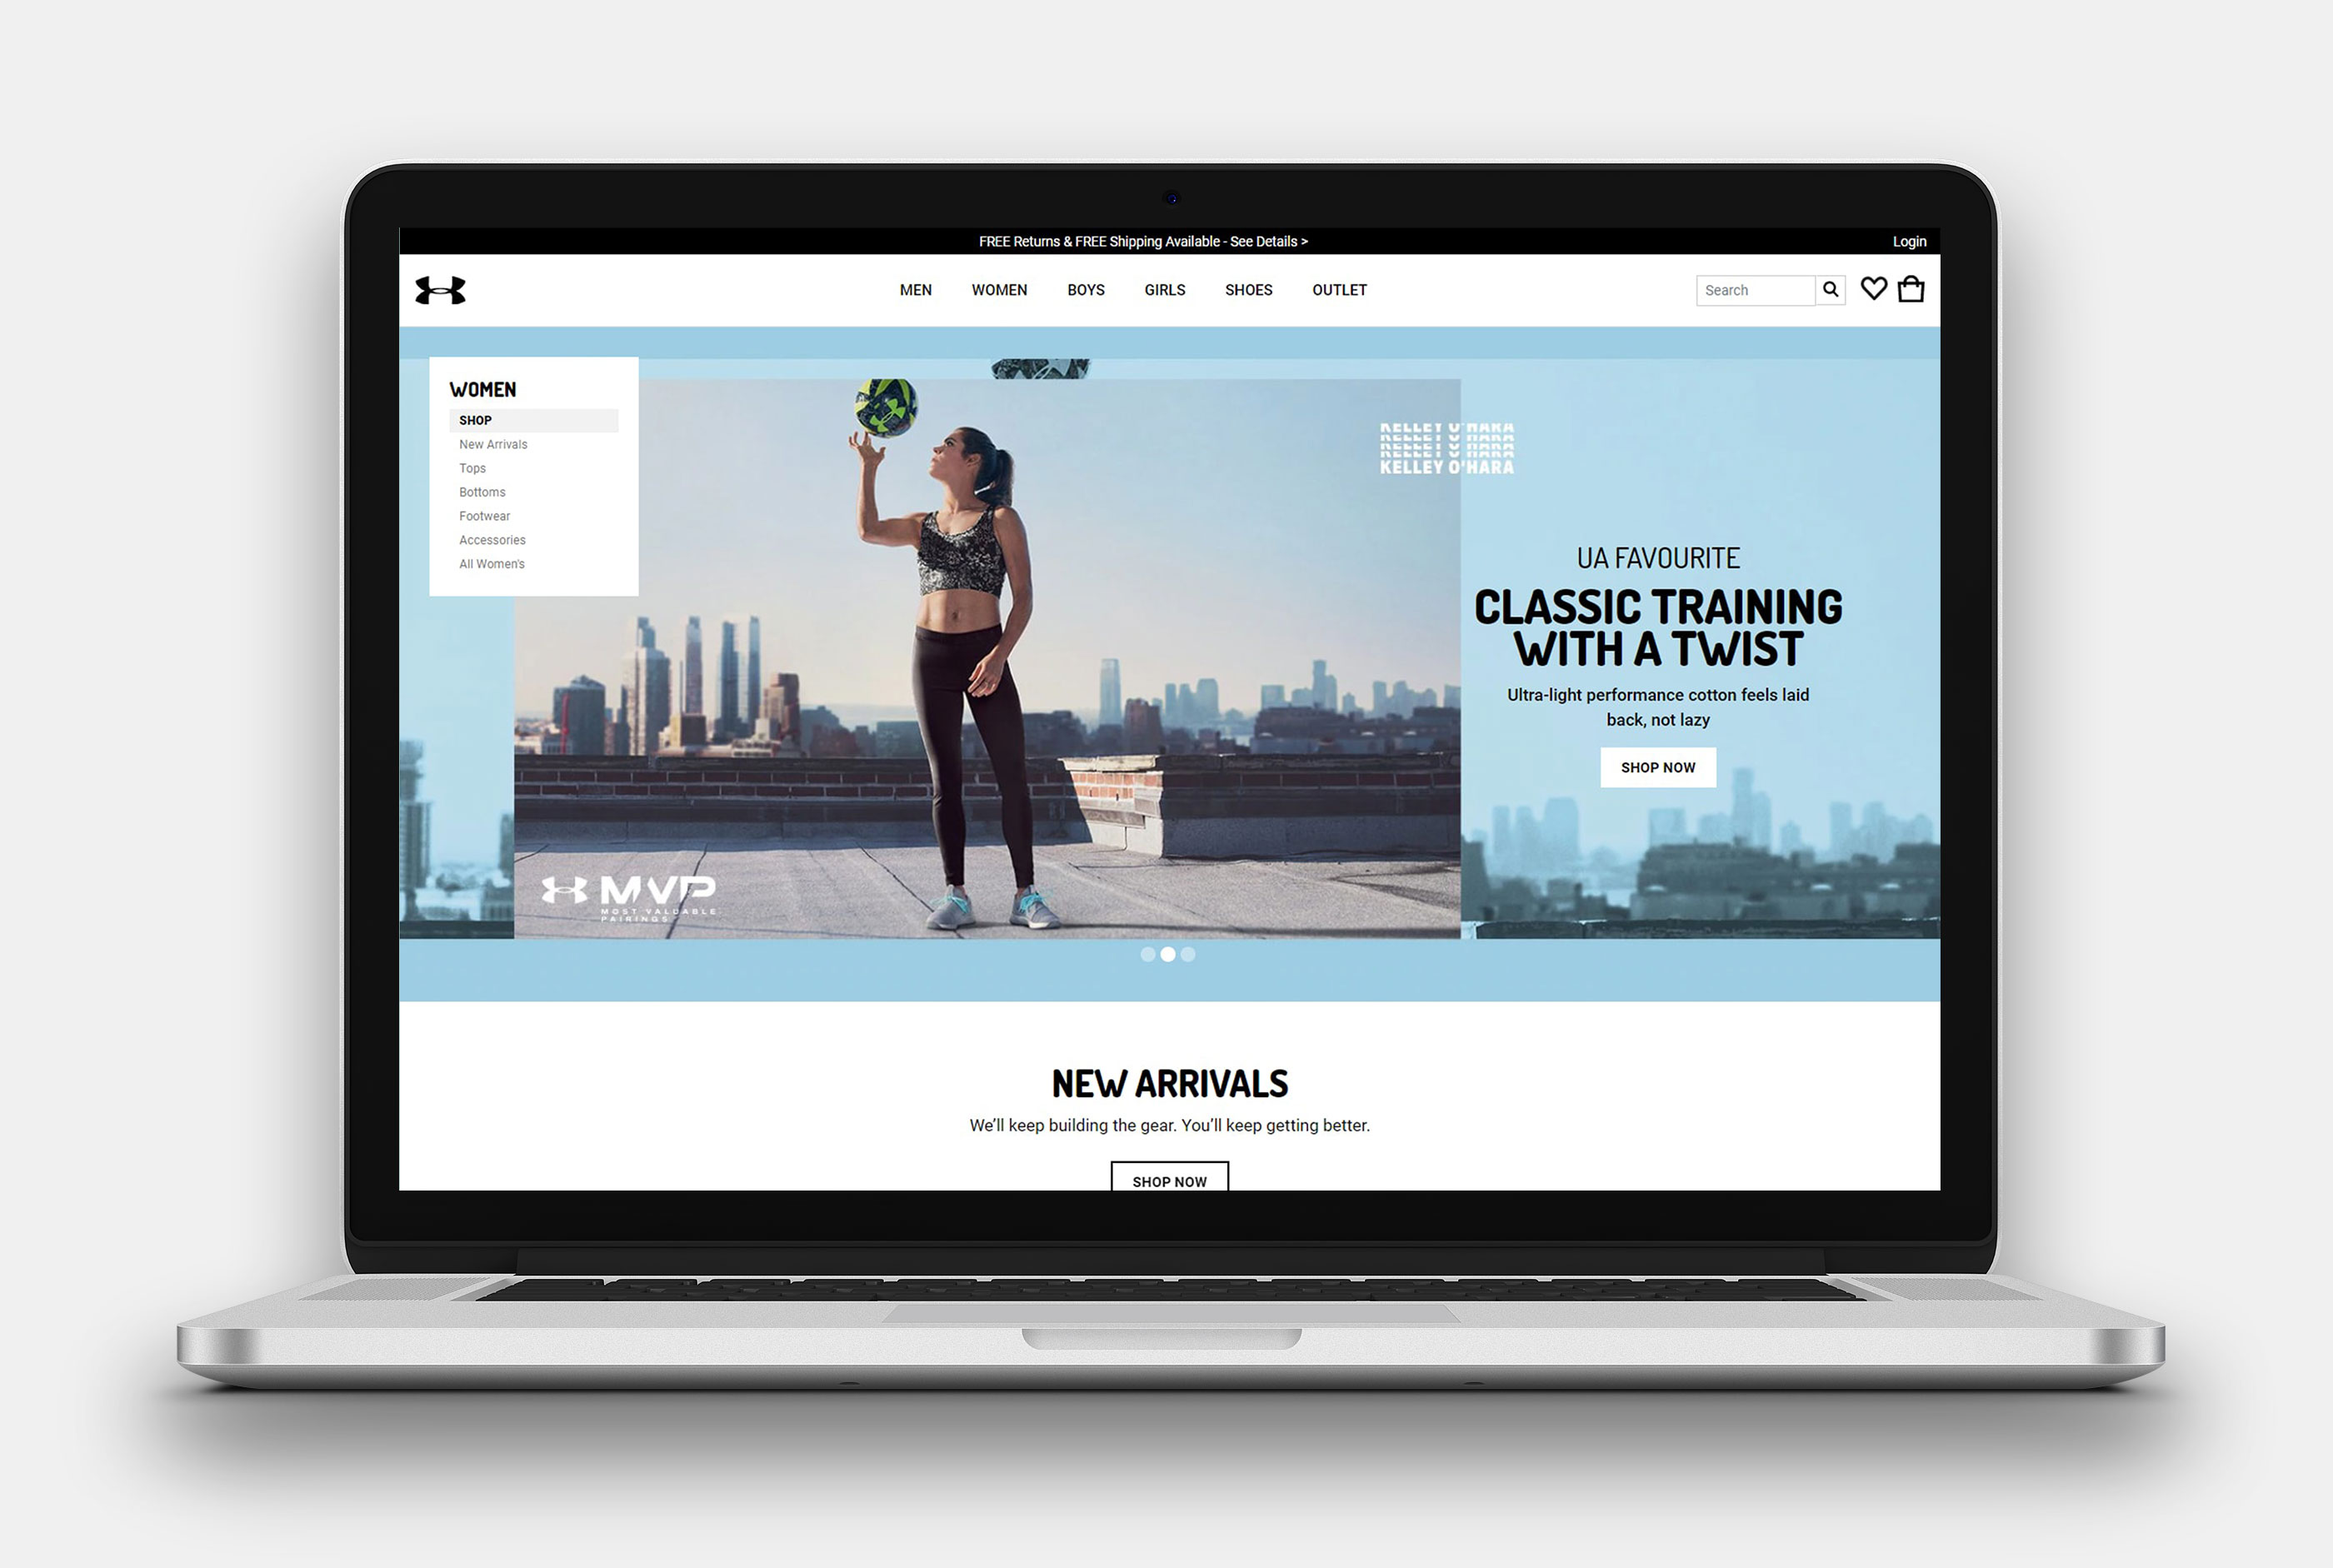 FREE Returns & FREE Shipping Available - See Details >
Login
MEN
WOMEN
BOYS
GIRLS
SHOES
OUTLET
Search
WOMEN
SHOP
New Arrivals
Tops
Bottoms
Footwear
Accessories
All Women's
KELLEY O'HARA
KELLEY O'HARA
KELLEY O'HARA
KELLEY O'HARA
UA FAVOURITE
CLASSIC TRAINING
WITH A TWIST
Ultra-light performance cotton feels laid
back, not lazy
SHOP NOW
MVP
MOST VALUABLE
PAIRINGS
NEW ARRIVALS
We'll keep building the gear. You'll keep getting better.
SHOP NOW